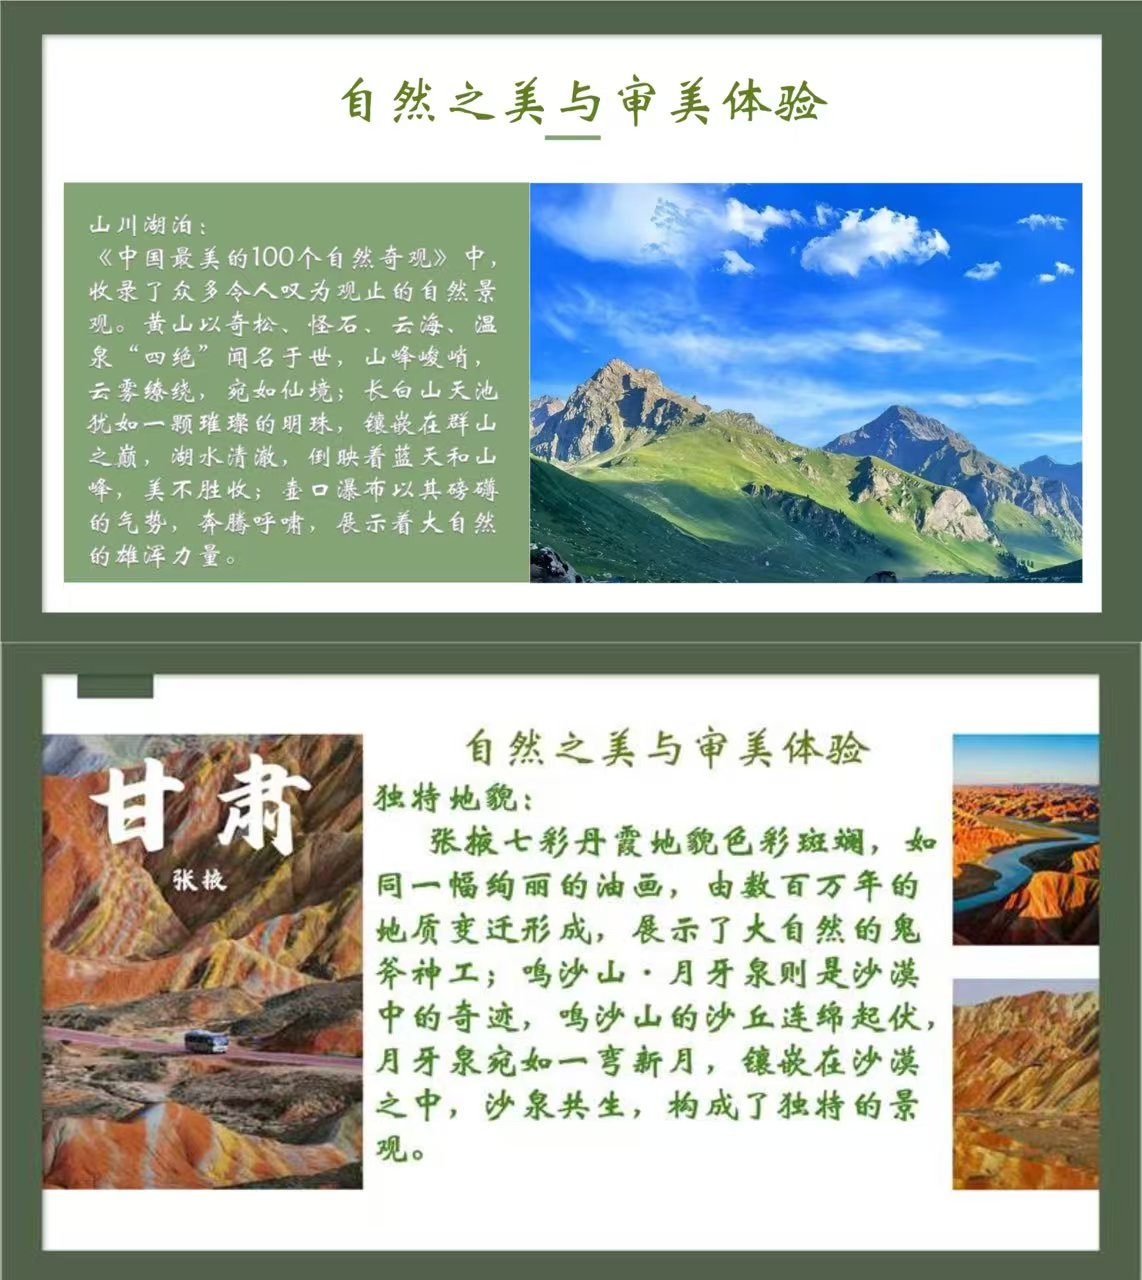 自然之美与审美体验
山川湖泊：
《中国最美的100个自然奇观》中，
收录了众多令人叹为观止的自然景
观。黄山以奇松、怪石、云海、温
泉“四绝”闻名于世，山峰峻峭，
云雾缭绕，宛如仙境；长白山天池
犹如一颗璀璨的明珠，镶嵌在群山
之巅，湖水清澈，倒映着蓝天和山
峰，美不胜收；壶口瀑布以其磅礴
的气势，奔腾呼啸，展示着大自然
的雄浑力量。
甘肃
张掖
自然之美与审美体验
独特地貌：
张掖七彩丹霞地貌色彩斑斓，如
同一幅绚丽的油画，由数百万年的
地质变迁形成，展示了大自然的鬼
斧神工；鸣沙山·月牙泉则是沙漠
中的奇迹，鸣沙山的沙丘连绵起伏，
月牙泉宛如一弯新月，镶嵌在沙漠
之中，沙泉共生，构成了独特的景
观。